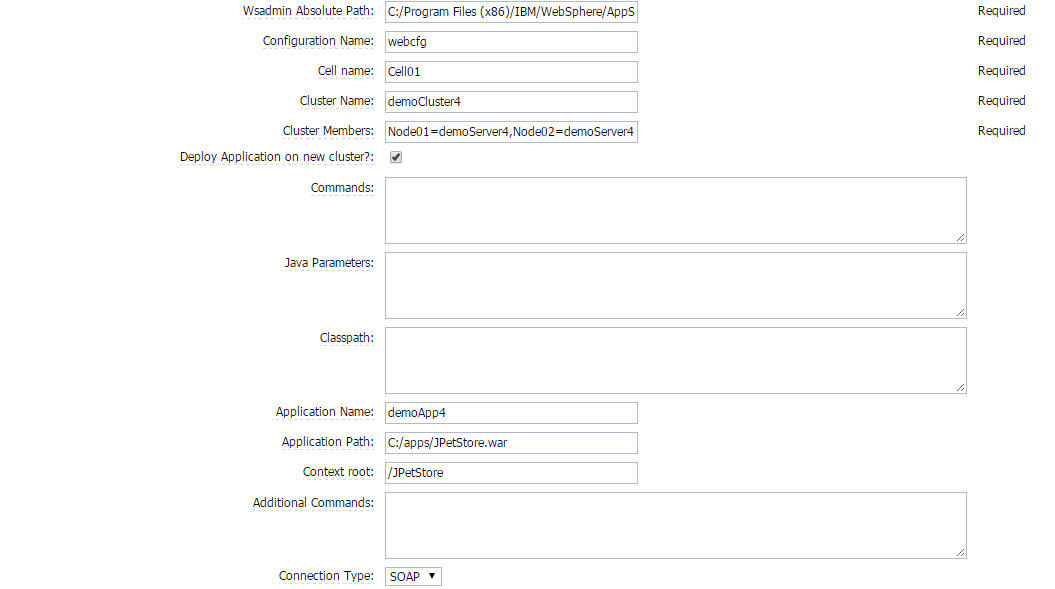 Wsadmin Absolute Path: C:/Program Files (x86)/IBM/WebSphere/AppS Required
Configuration Name: webcfg Required
Cell name: Cell01 Required
Cluster Name: demoCluster4 Required
Cluster Members: Node01=demoServer4,Node02=demoServer4 Required
Deploy Application on new cluster?:
Commands:
Java Parameters:
Classpath:
Application Name: demoApp4
Application Path: C:/apps/JPetStore.war
Context root: /JPetStore
Additional Commands:
Connection Type: SOAP